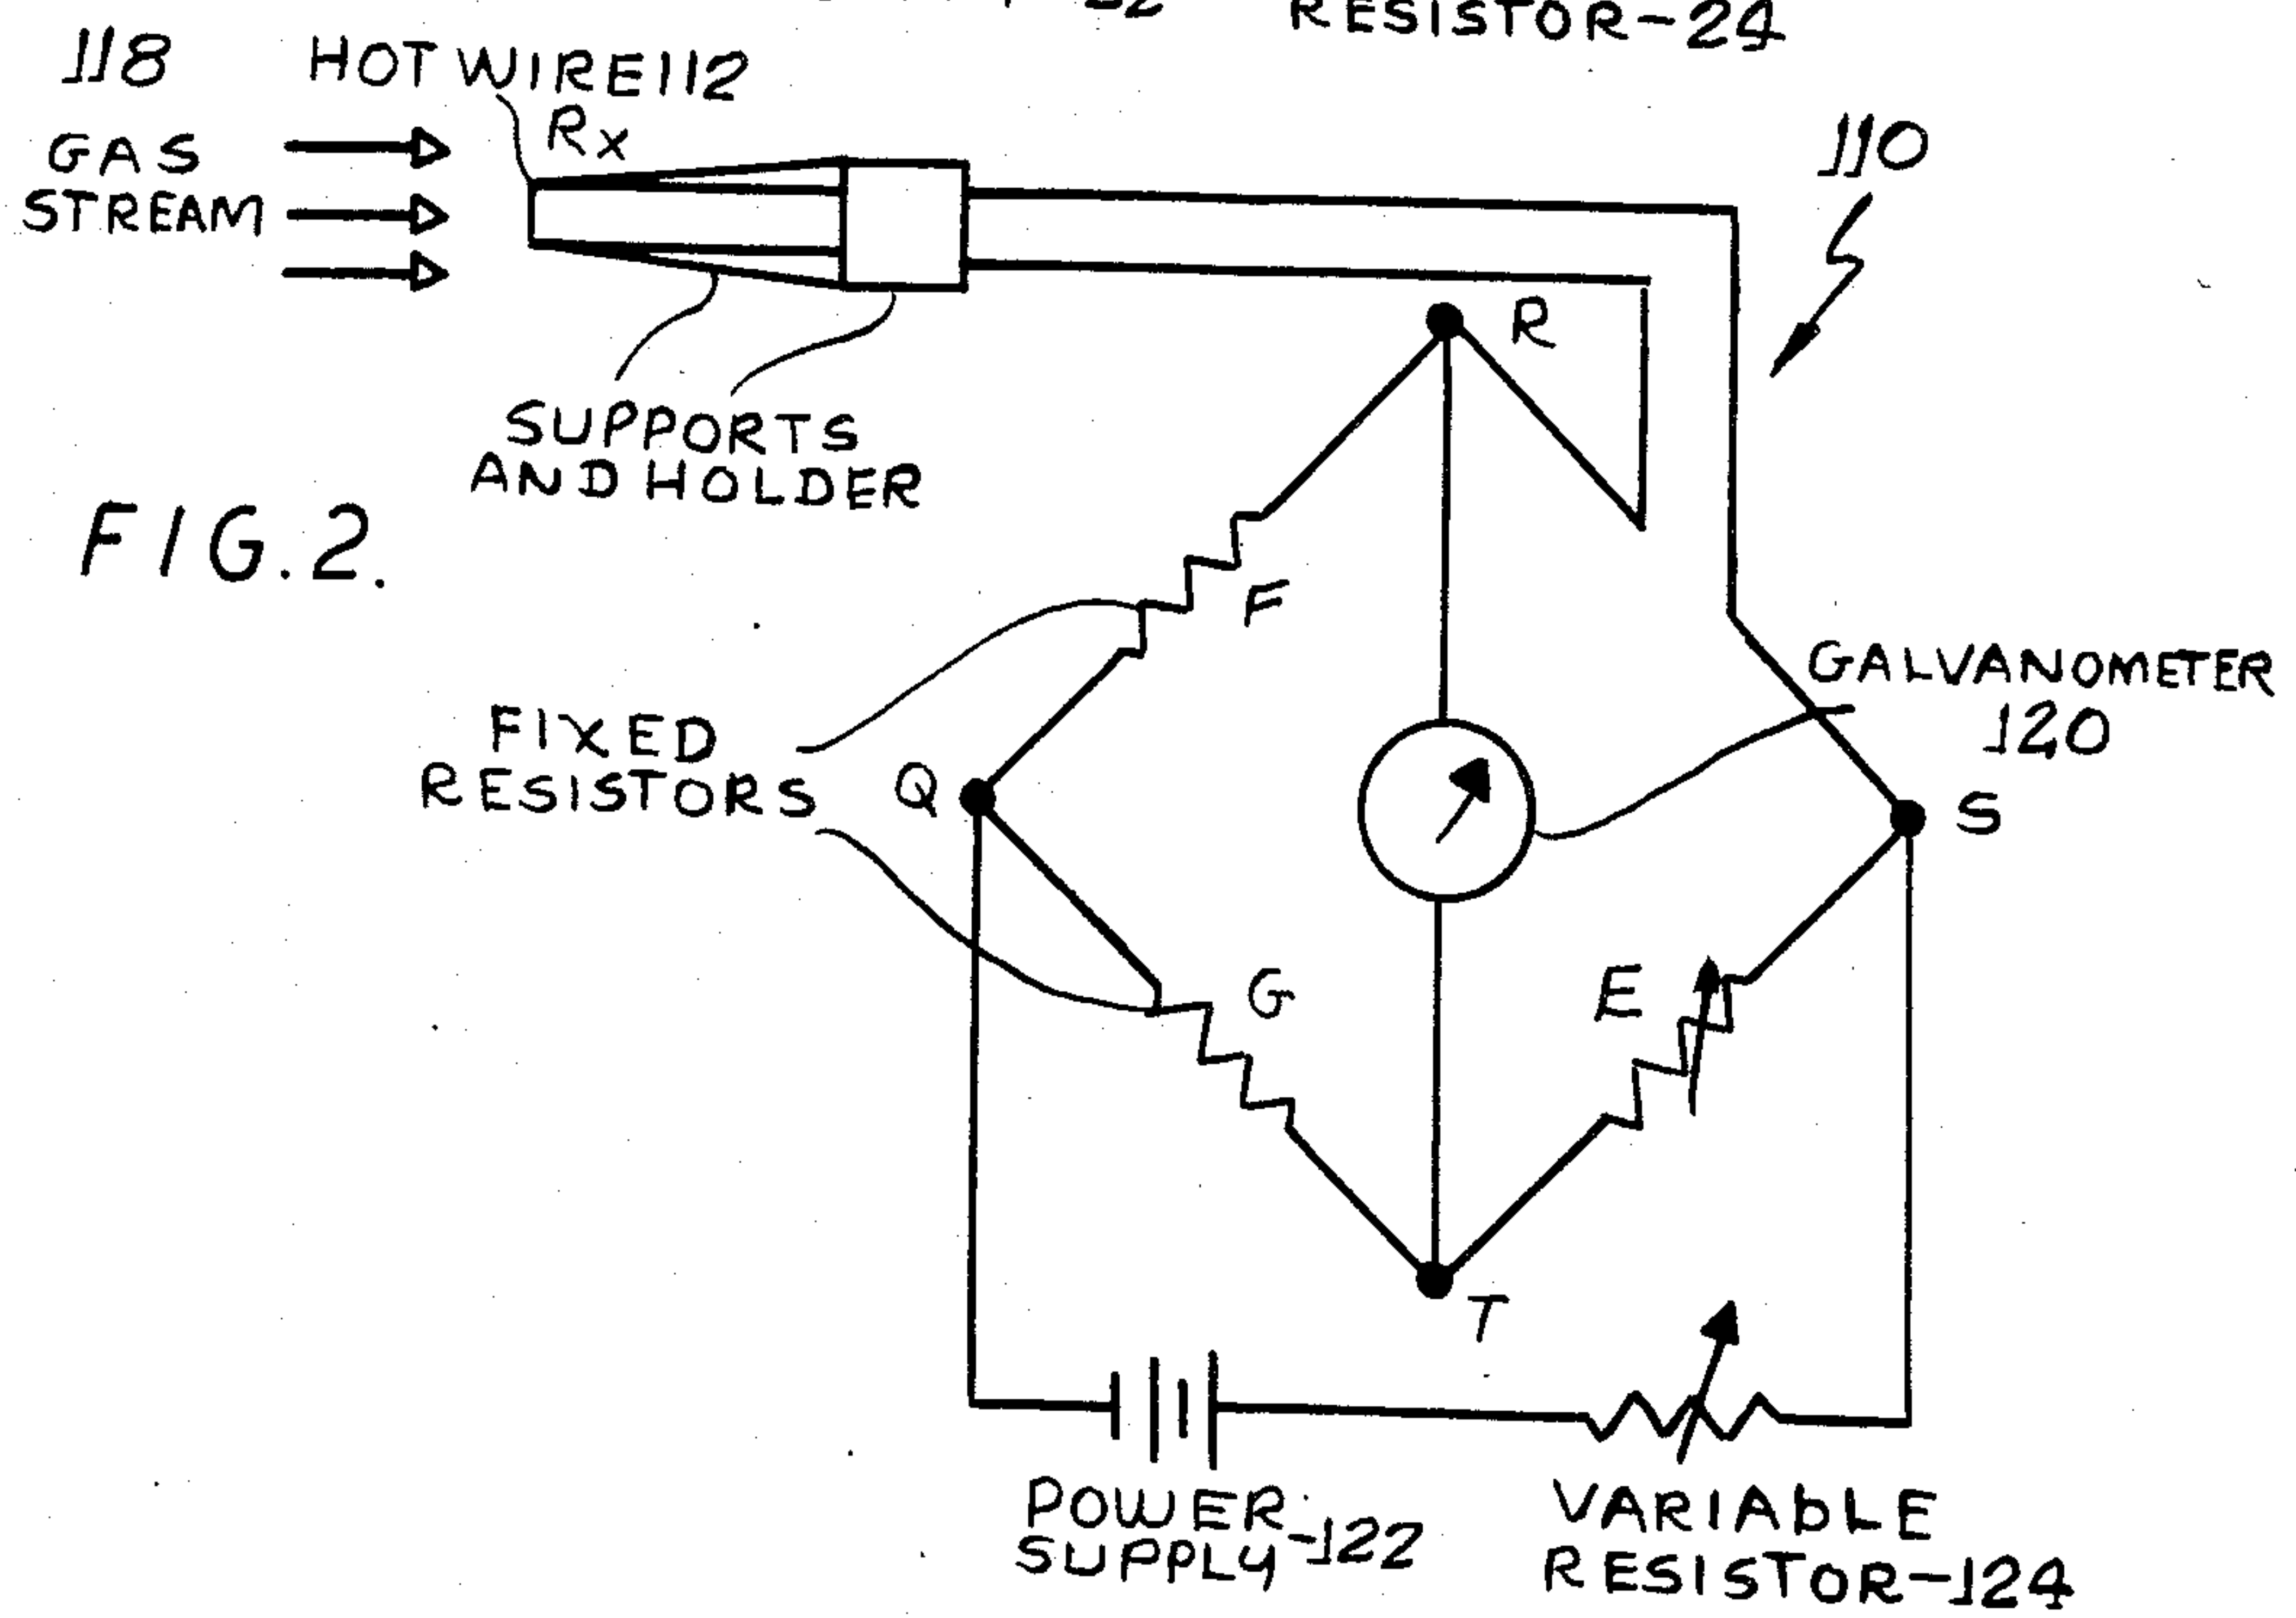 RESISTOR-24
118 HOT WIRE 112
Rx
GAS
STREAM
110
R
SUPPORTS
AND HOLDER
FIG. 2.
F
GALVANOMETER
120
FIXED
RESISTORS
Q
S
G
E
T
POWER
SUPPLY-122
VARIABLE
RESISTOR-124